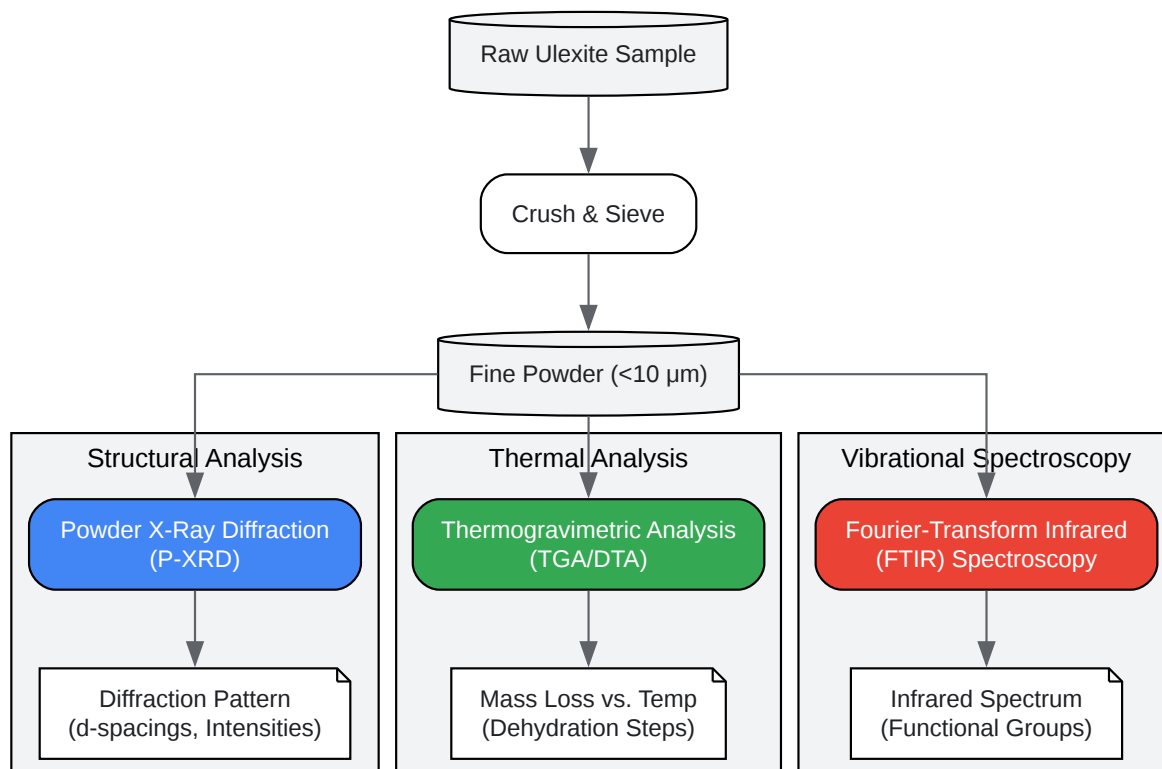 Raw Ulexite Sample
Crush & Sieve
Fine Powder (<10 μm)
Structural Analysis
Powder X-Ray Diffraction
(P-XRD)
Diffraction Pattern
(d-spacings, Intensities)
Thermal Analysis
Thermogravimetric Analysis
(TGA/DTA)
Mass Loss vs. Temp
(Dehydration Steps)
Vibrational Spectroscopy
Fourier-Transform Infrared
(FTIR) Spectroscopy
Infrared Spectrum
(Functional Groups)